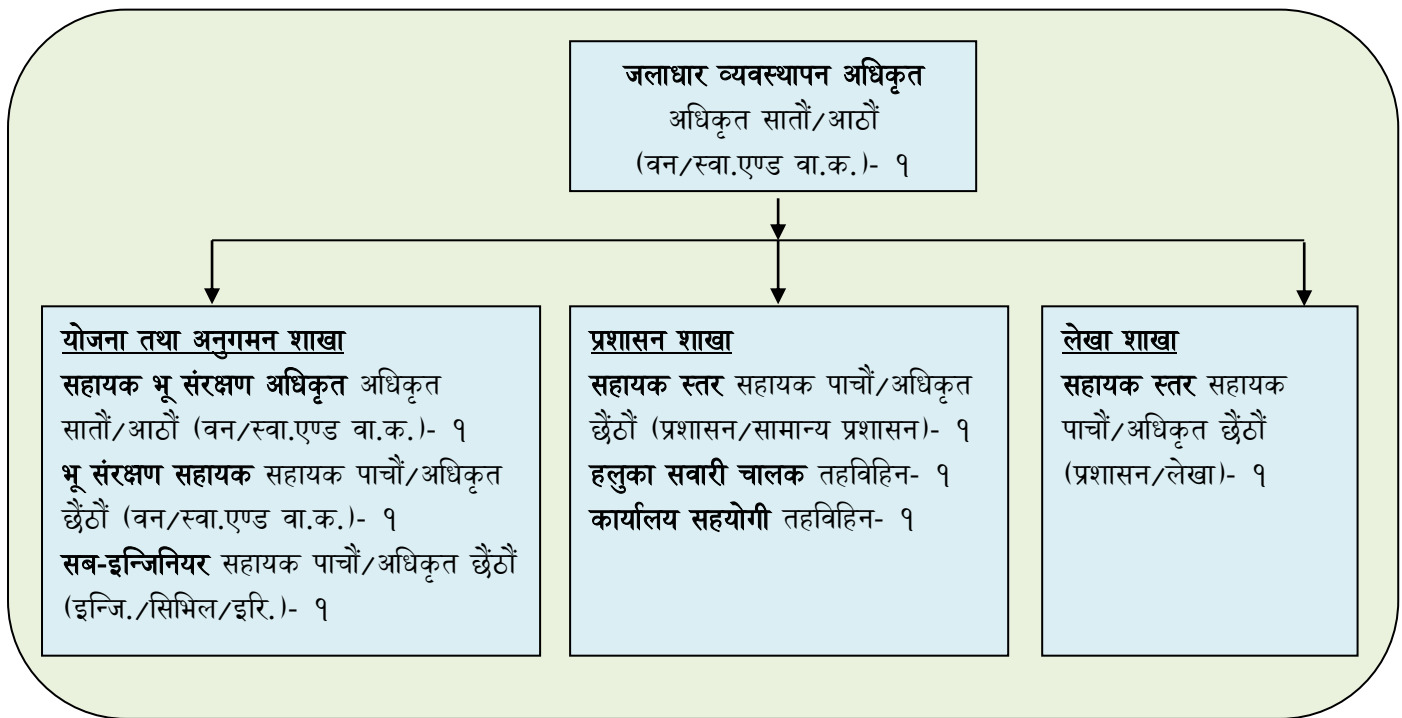 जलाधार व्यवस्थापन अधिकृत
अधिकृत सातौं/आठौं
(वन/स्वा.एण्ड वा.क.)- १
योजना तथा अनुगमन शाखा
सहायक भू संरक्षण अधिकृत अधिकृत
सातौं/आठौं (वन/स्वा.एण्ड वा.क.)- १
भू संरक्षण सहायक सहायक पाचौं/अधिकृत
छैंठौं (वन/स्वा.एण्ड वा.क.)- १
सब-इन्जिनियर सहायक पाचौं/अधिकृत छैंठौं
(इन्जि./सिभिल/इरि.)- १
प्रशासन शाखा
सहायक स्तर सहायक पाचौं/अधिकृत
छैंठौं (प्रशासन/सामान्य प्रशासन)- १
हलुका सवारी चालक तहविहिन- १
कार्यालय सहयोगी तहविहिन- १
लेखा शाखा
सहायक स्तर सहायक
पाचौं/अधिकृत छैंठौं
(प्रशासन/लेखा)- १